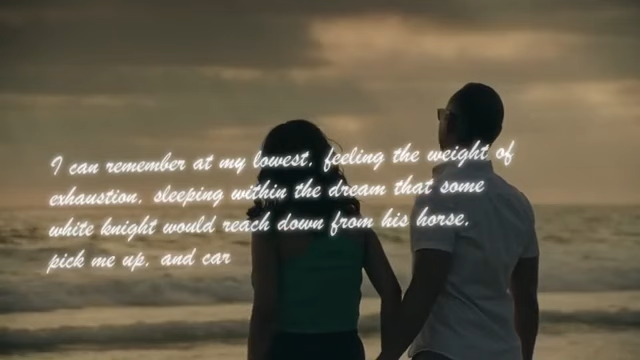 I can remember at my lowest, feeling the weight of
exhaustion, sleeping within the dream that some
white knight would reach down from his horse,
pick me up, and car